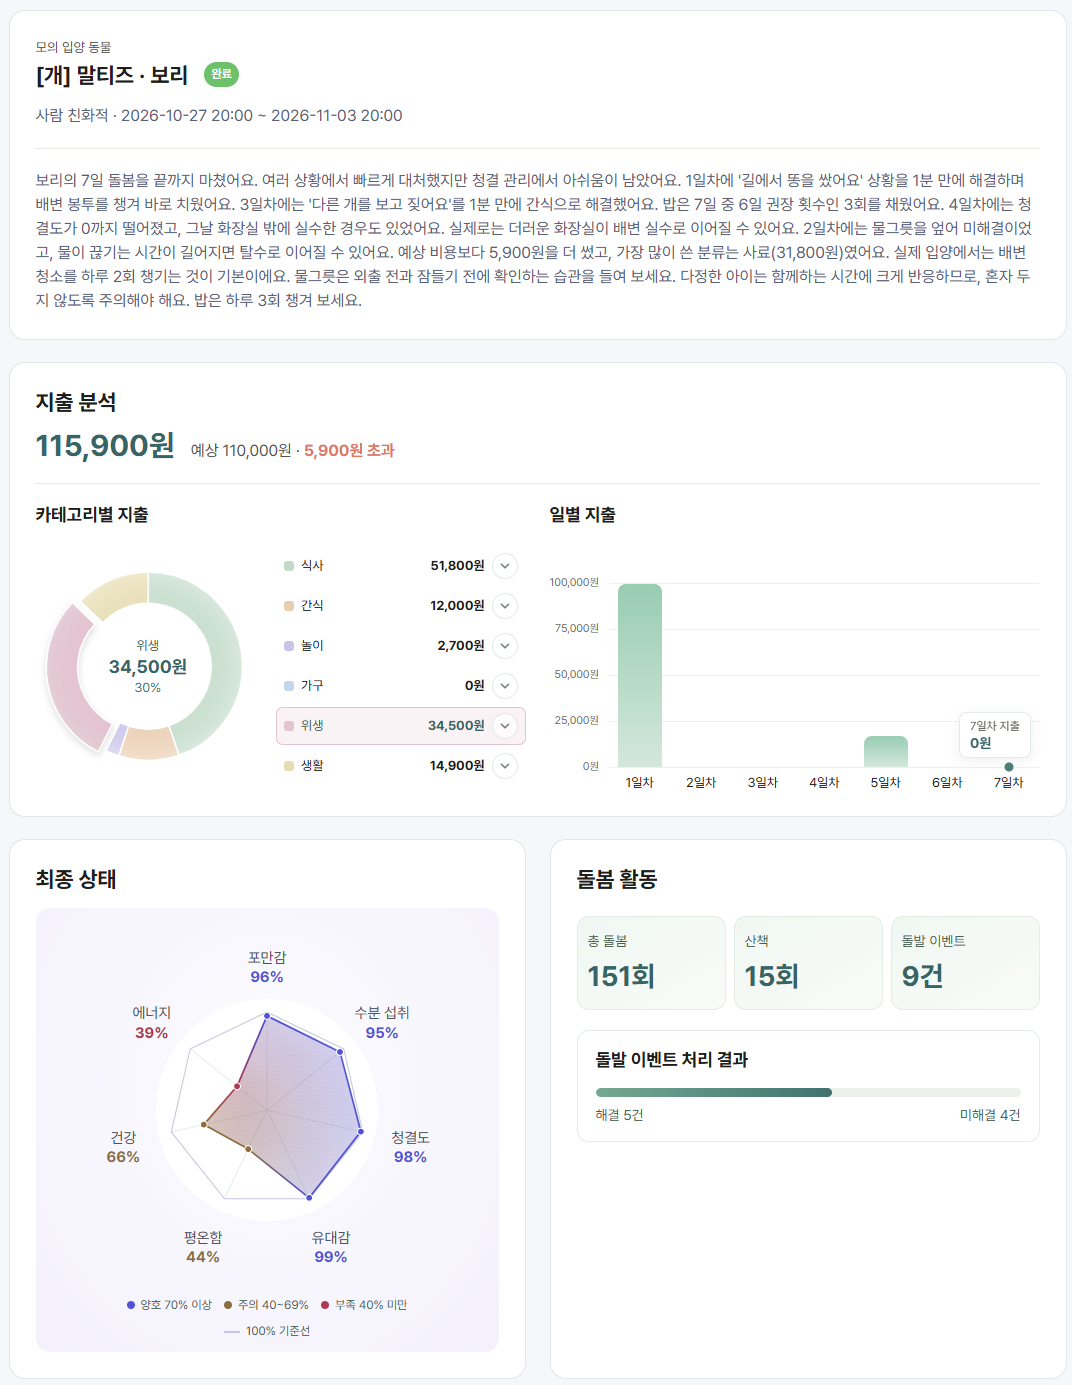 모의 입양 동물
[개] 말티즈 · 보리 완료
사람 친화적 · 2026-10-27 20:00 ~ 2026-11-03 20:00
보리의 7일 돌봄을 끝까지 마쳤어요. 여러 상황에서 빠르게 대처했지만 청결 관리에서 아쉬움이 남았어요. 1일차에 '길에서 똥을 쌌어요' 상황을 1분 만에 해결하며
배변 봉투를 챙겨 바로 치웠어요. 3일차에는 '다른 개를 보고 짖어요'를 1분 만에 간식으로 해결했어요. 밥은 7일 중 6일 권장 횟수인 3회를 채웠어요. 4일차에는 청
결도가 0까지 떨어졌고, 그날 화장실 밖에 실수한 경우도 있었어요. 실제로는 더러운 화장실이 배변 실수로 이어질 수 있어요. 2일차에는 물그릇을 엎어 미해결이었
고, 물이 끊기는 시간이 길어지면 탈수로 이어질 수 있어요. 예상 비용보다 5,900원을 더 썼고, 가장 많이 쓴 분류는 사료(31,800원)였어요. 실제 입양에서는 배변
청소를 하루 2회 챙기는 것이 기본이에요. 물그릇은 외출 전과 잠들기 전에 확인하는 습관을 들여 보세요. 다정한 아이는 함께하는 시간에 크게 반응하므로, 혼자 두
지 않도록 주의해야 해요. 밥은 하루 3회 챙겨 보세요.
지출 분석
115,900원 예상 110,000원 · 5,900원 초과
카테고리별 지출
위생
34,500원
30%
식사 51,800원
간식 12,000원
놀이 2,700원
가구 0원
위생 34,500원
생활 14,900원
일별 지출
100,000원
75,000원
50,000원
25,000원
0원
7일차 지출
0원
1일차 2일차 3일차 4일차 5일차 6일차 7일차
최종 상태
포만감
96%
에너지
39%
수분 섭취
95%
건강
66%
청결도
98%
평온함
44%
유대감
99%
양호 70% 이상 주의 40~69% 부족 40% 미만
100% 기준선
돌봄 활동
총 돌봄
151회
산책
15회
돌발 이벤트
9건
돌발 이벤트 처리 결과
해결 5건 미해결 4건